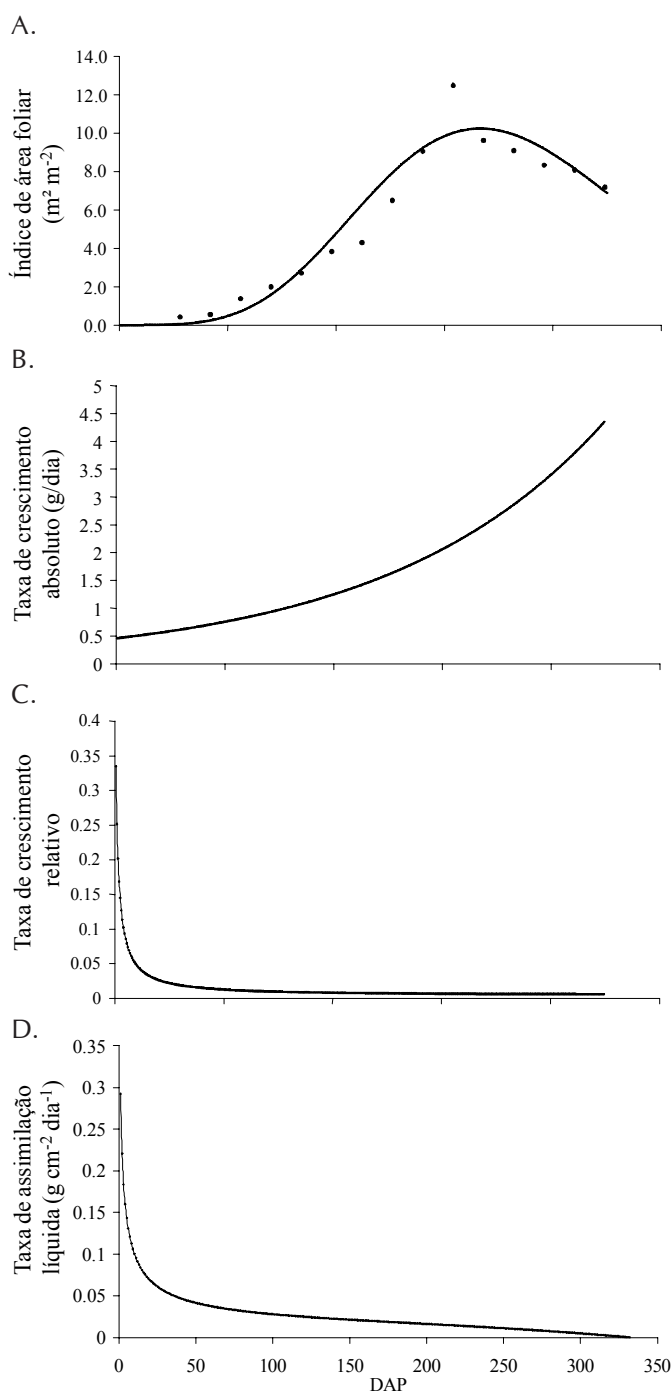 A.
Índice de área foliar
(m² m⁻²)
14.0
12.0
10.0
8.0
6.0
4.0
2.0
0.0
B.
Taxa de crescimento
absoluto (g/dia)
5
4.5
4
3.5
3
2.5
2
1.5
1
0.5
0
C.
Taxa de crescimento
relativo
0.4
0.35
0.3
0.25
0.2
0.15
0.1
0.05
0
D.
Taxa de assimilação
líquida (g cm⁻² dia⁻¹)
0.35
0.3
0.25
0.2
0.15
0.1
0.05
0
0 50 100 150 200 250 300 350
DAP